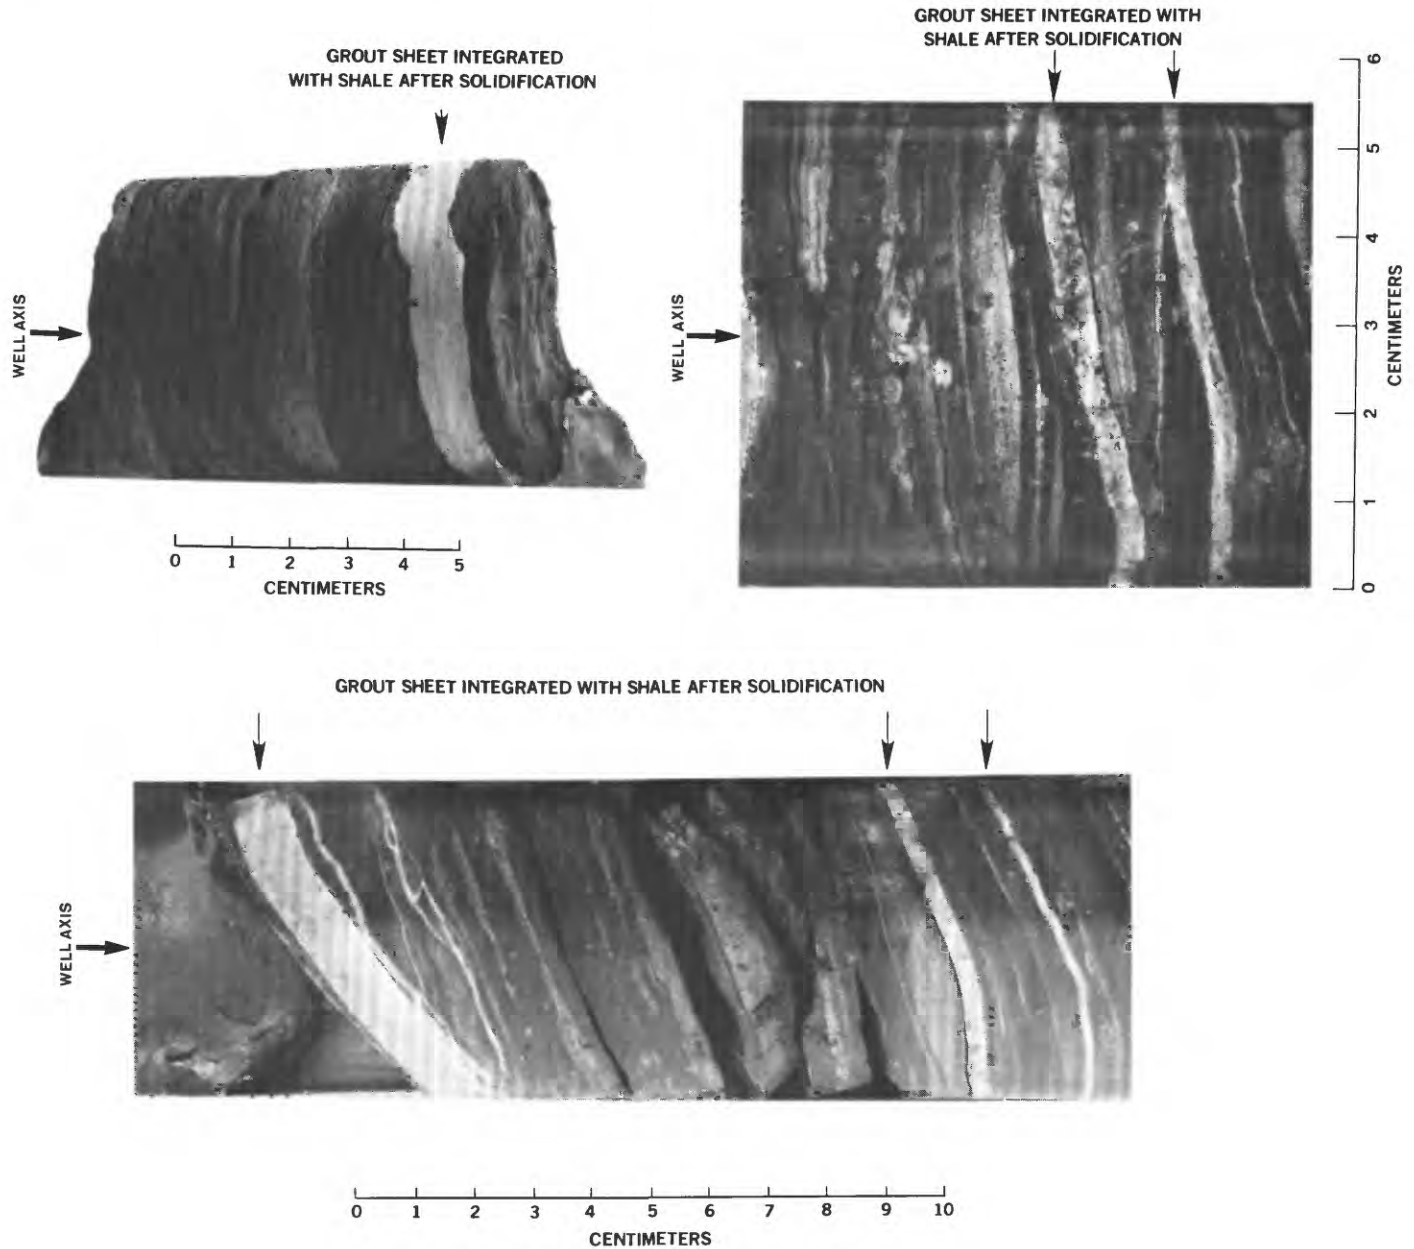 GROUT SHEET INTEGRATED
WITH SHALE AFTER SOLIDIFICATION
WELL AXIS
0 1 2 3 4 5
CENTIMETERS
GROUT SHEET INTEGRATED WITH
SHALE AFTER SOLIDIFICATION
WELL AXIS
6
5
4
3
2
1
0
CENTIMETERS
GROUT SHEET INTEGRATED WITH SHALE AFTER SOLIDIFICATION
WELL AXIS
0 1 2 3 4 5 6 7 8 9 10
CENTIMETERS